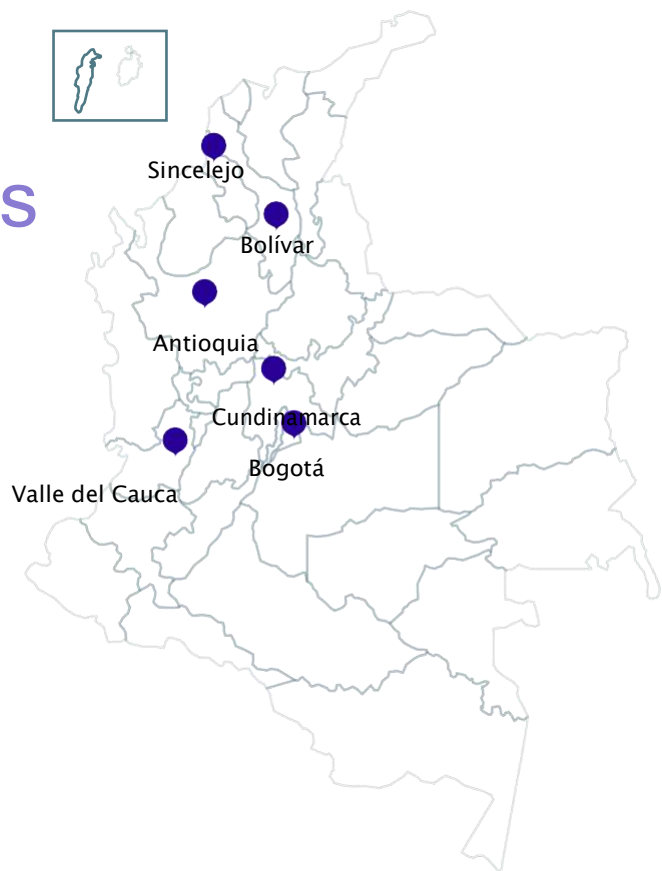 Sincelejo
s
Bolívar
Antioquia
Cundinamarca
Bogotá
Valle del Cauca